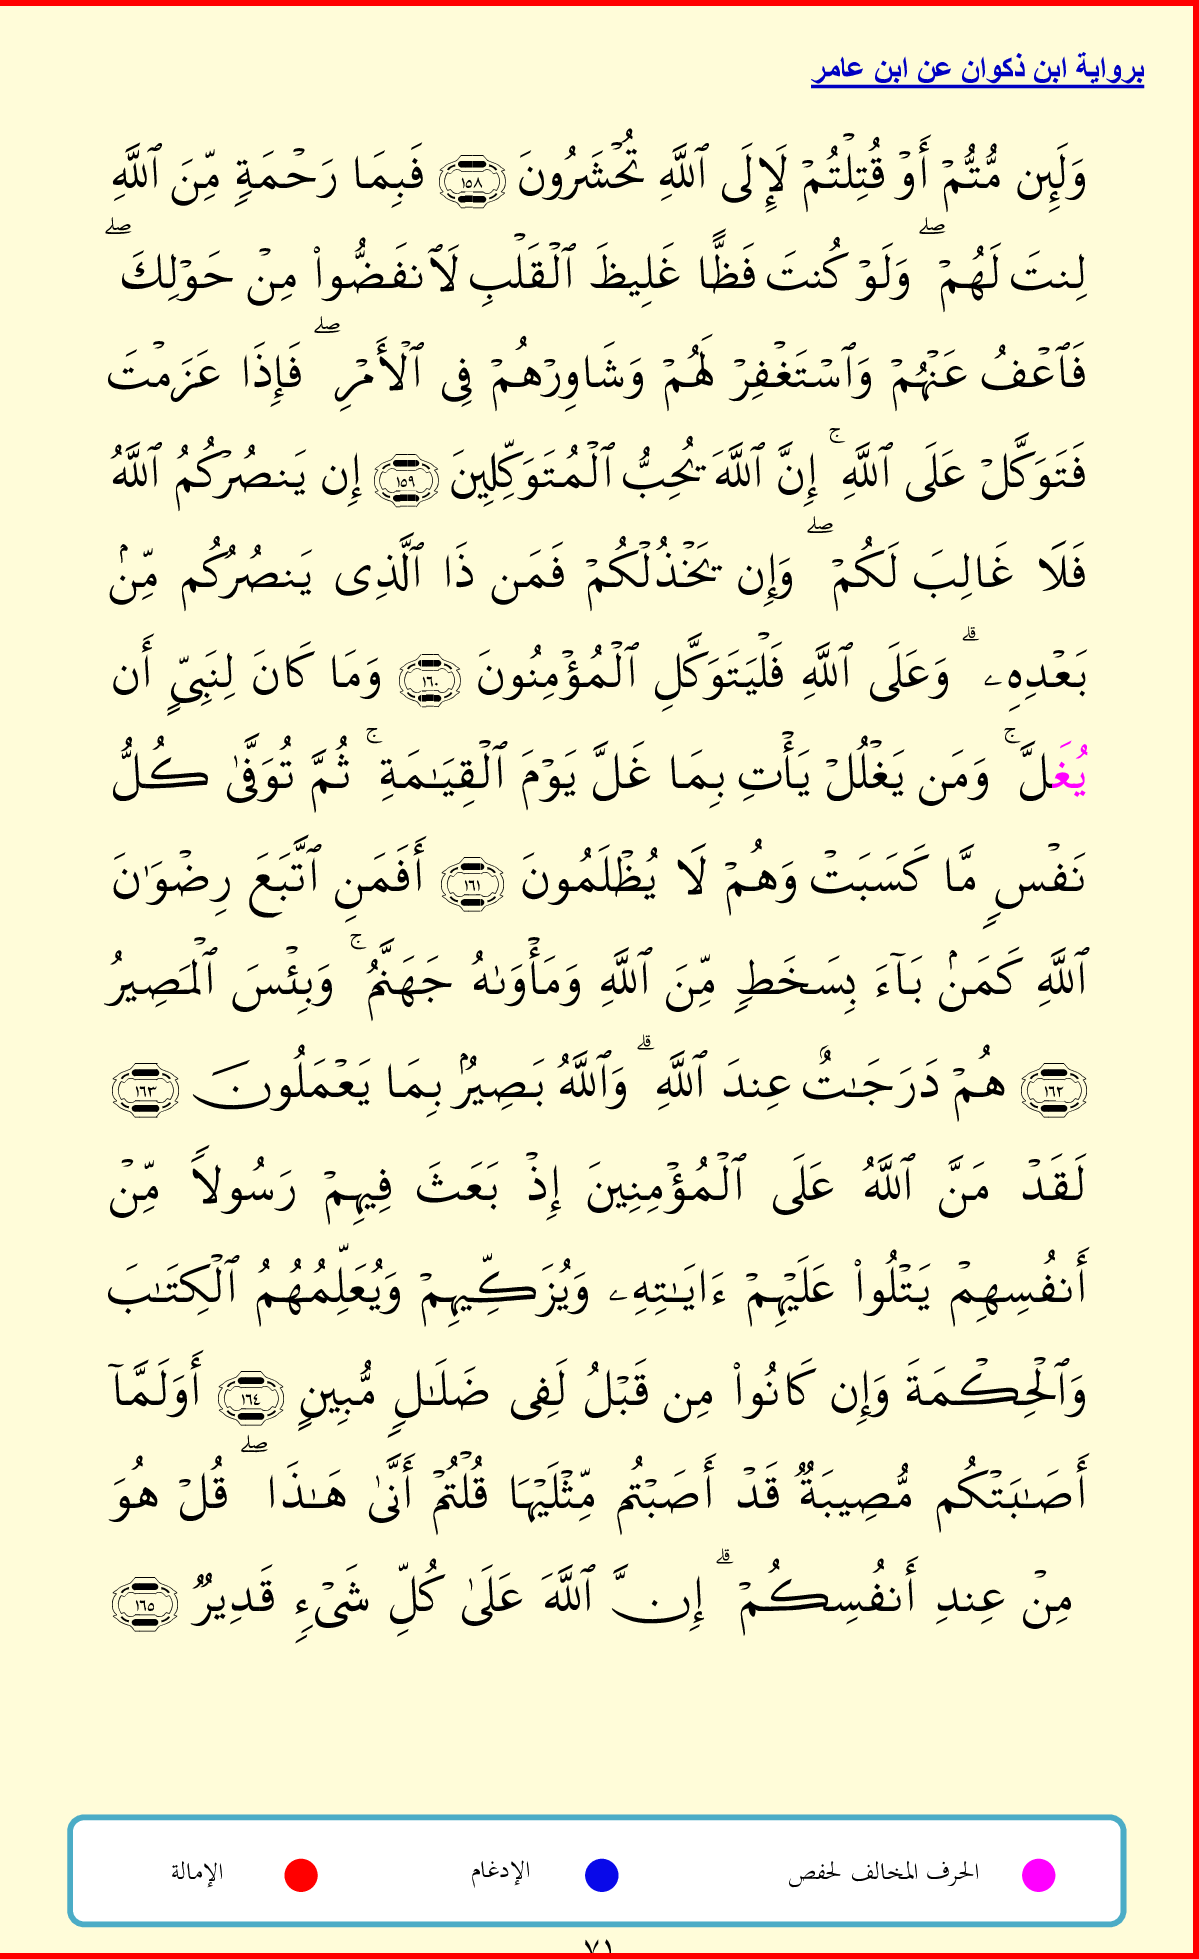 برواية ابن ذكوان عن ابن عامر
وَلَئِن مُّتُّمۡ أَوۡ قُتِلۡتُمۡ لَإِلَى ٱللَّهِ تُحۡشَرُونَ ١٥٨ فَبِمَا رَحۡمَةٖ مِّنَ ٱللَّهِ
لِنتَ لَهُمۡۖ وَلَوۡ كُنتَ فَظًّا غَلِيظَ ٱلۡقَلۡبِ لَٱنفَضُّواْ مِنۡ حَوۡلِكَۖ
فَٱعۡفُ عَنۡهُمۡ وَٱسۡتَغۡفِرۡ لَهُمۡ وَشَاوِرۡهُمۡ فِي ٱلۡأَمۡرِۖ فَإِذَا عَزَمۡتَ
فَتَوَكَّلۡ عَلَى ٱللَّهِۚ إِنَّ ٱللَّهَ يُحِبُّ ٱلۡمُتَوَكِّلِينَ ١٥٩ إِن يَنصُرۡكُمُ ٱللَّهُ
فَلَا غَالِبَ لَكُمۡۖ وَإِن يَخۡذُلۡكُمۡ فَمَن ذَا ٱلَّذِي يَنصُرُكُم مِّنۢ
بَعۡدِهِۦۗ وَعَلَى ٱللَّهِ فَلۡيَتَوَكَّلِ ٱلۡمُؤۡمِنُونَ ١٦٠ وَمَا كَانَ لِنَبِيٍّ أَن
يُغَلَّۚ وَمَن يَغۡلُلۡ يَأۡتِ بِمَا غَلَّ يَوۡمَ ٱلۡقِيَٰمَةِۚ ثُمَّ تُوَفَّىٰ كُلُّ
نَفۡسٖ مَّا كَسَبَتۡ وَهُمۡ لَا يُظۡلَمُونَ ١٦١ أَفَمَنِ ٱتَّبَعَ رِضۡوَٰنَ
ٱللَّهِ كَمَنۢ بَآءَ بِسَخَطٖ مِّنَ ٱللَّهِ وَمَأۡوَىٰهُ جَهَنَّمُۚ وَبِئۡسَ ٱلۡمَصِيرُ
١٦٢ هُمۡ دَرَجَٰتٌ عِندَ ٱللَّهِۗ وَٱللَّهُ بَصِيرُۢ بِمَا يَعۡمَلُونَ ١٦٣
لَقَدۡ مَنَّ ٱللَّهُ عَلَى ٱلۡمُؤۡمِنِينَ إِذۡ بَعَثَ فِيهِمۡ رَسُولٗا مِّنۡ
أَنفُسِهِمۡ يَتۡلُواْ عَلَيۡهِمۡ ءَايَٰتِهِۦ وَيُزَكِّيهِمۡ وَيُعَلِّمُهُمُ ٱلۡكِتَٰبَ
وَٱلۡحِكۡمَةَ وَإِن كَانُواْ مِن قَبۡلُ لَفِي ضَلَٰلٖ مُّبِينٍ ١٦٤ أَوَلَمَّآ
أَصَٰبَتۡكُم مُّصِيبَةٞ قَدۡ أَصَبۡتُم مِّثۡلَيۡهَا قُلۡتُمۡ أَنَّىٰ هَٰذَاۖ قُلۡ هُوَ
مِنۡ عِندِ أَنفُسِكُمۡۗ إِنَّ ٱللَّهَ عَلَىٰ كُلِّ شَيۡءٖ قَدِيرٞ ١٦٥
الحرف المخالف لحفص الإدغام الإمالة
٧١